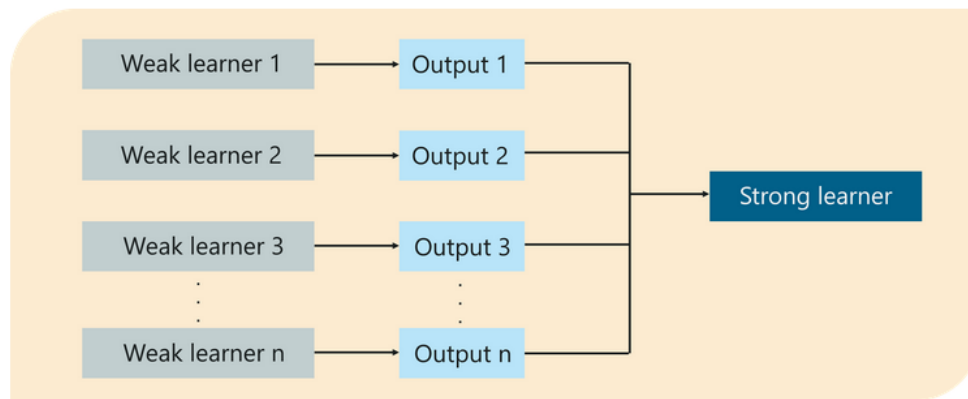 Weak learner 1
Output 1
Weak learner 2
Output 2
Strong learner
Weak learner 3
Output 3
Weak learner n
Output n